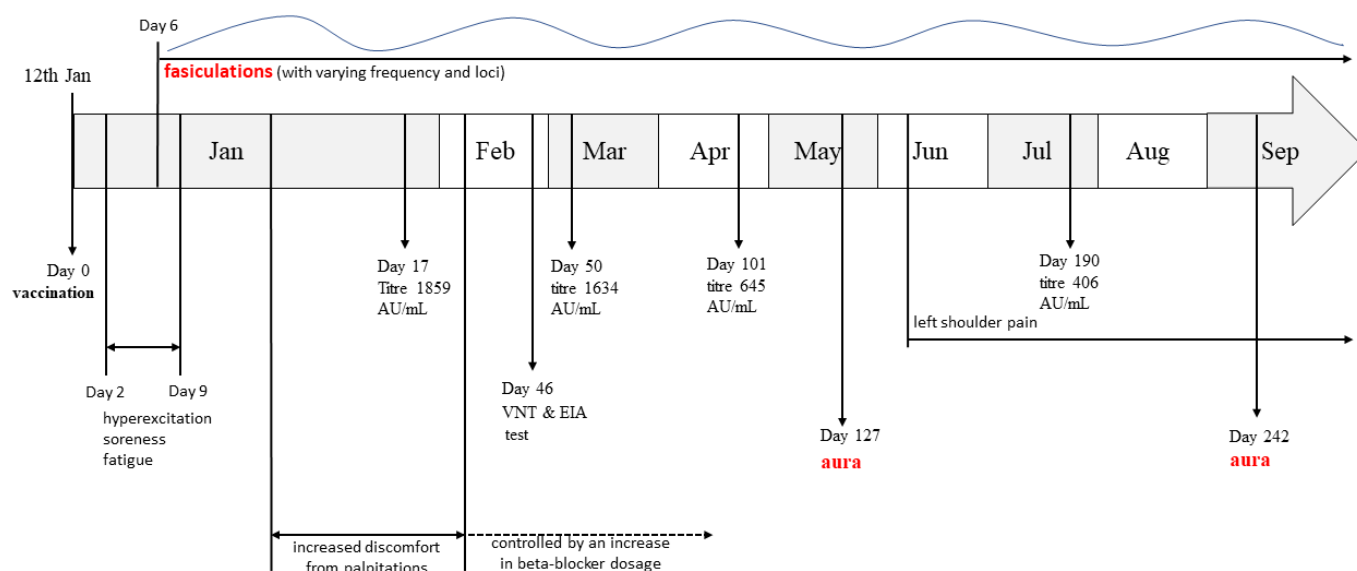 Day 6
fasiculations (with varying frequency and loci)
12th Jan
Jan
Feb
Mar
Apr
May
Jun
Jul
Aug
Sep
Day 0
vaccination
Day 17
Titre 1859
AU/mL
Day 50
titre 1634
AU/mL
Day 101
titre 645
AU/mL
Day 190
titre 406
AU/mL
left shoulder pain
Day 2
Day 9
hyperexcitation
soreness
fatigue
Day 46
VNT & EIA
test
Day 127
aura
Day 242
aura
increased discomfort
from palpitations
controlled by an increase
in beta-blocker dosage